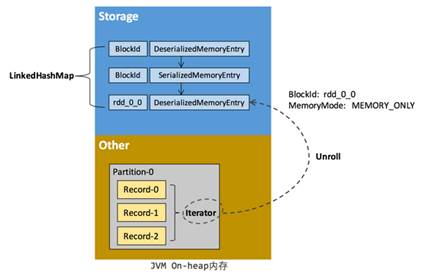 Storage
BlockId DeserializedMemoryEntry
LinkedHashMap
BlockId SerializedMemoryEntry
rdd_0_0 DeserializedMemoryEntry
BlockId: rdd_0_0
MemoryMode: MEMORY_ONLY
Other
Unroll
Partition-0
Record-0
Record-1
Iterator
Record-2
JVM On-heap内存